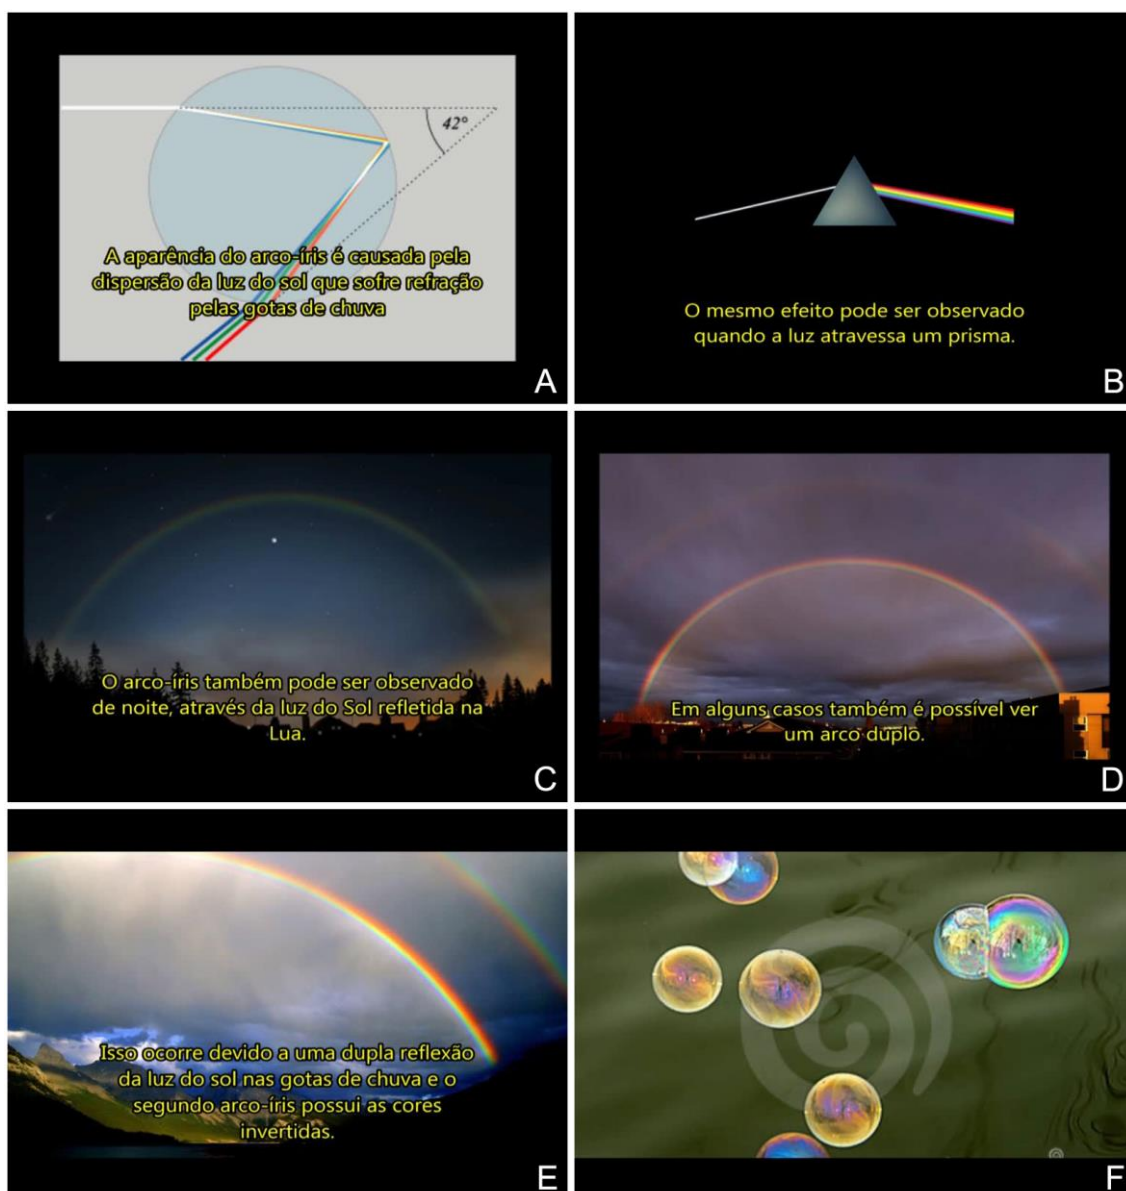 42°
A aparência do arco-íris é causada pela
dispersão da luz do sol que sofre refração
pelas gotas de chuva
A
O mesmo efeito pode ser observado
quando a luz atravessa um prisma.
B
O arco-íris também pode ser observado
de noite, através da luz do Sol refletida na
Lua.
C
Em alguns casos também é possível ver
um arco duplo.
D
Isso ocorre devido a uma dupla reflexão
da luz do sol nas gotas de chuva e o
segundo arco-íris possui as cores
invertidas.
E
F